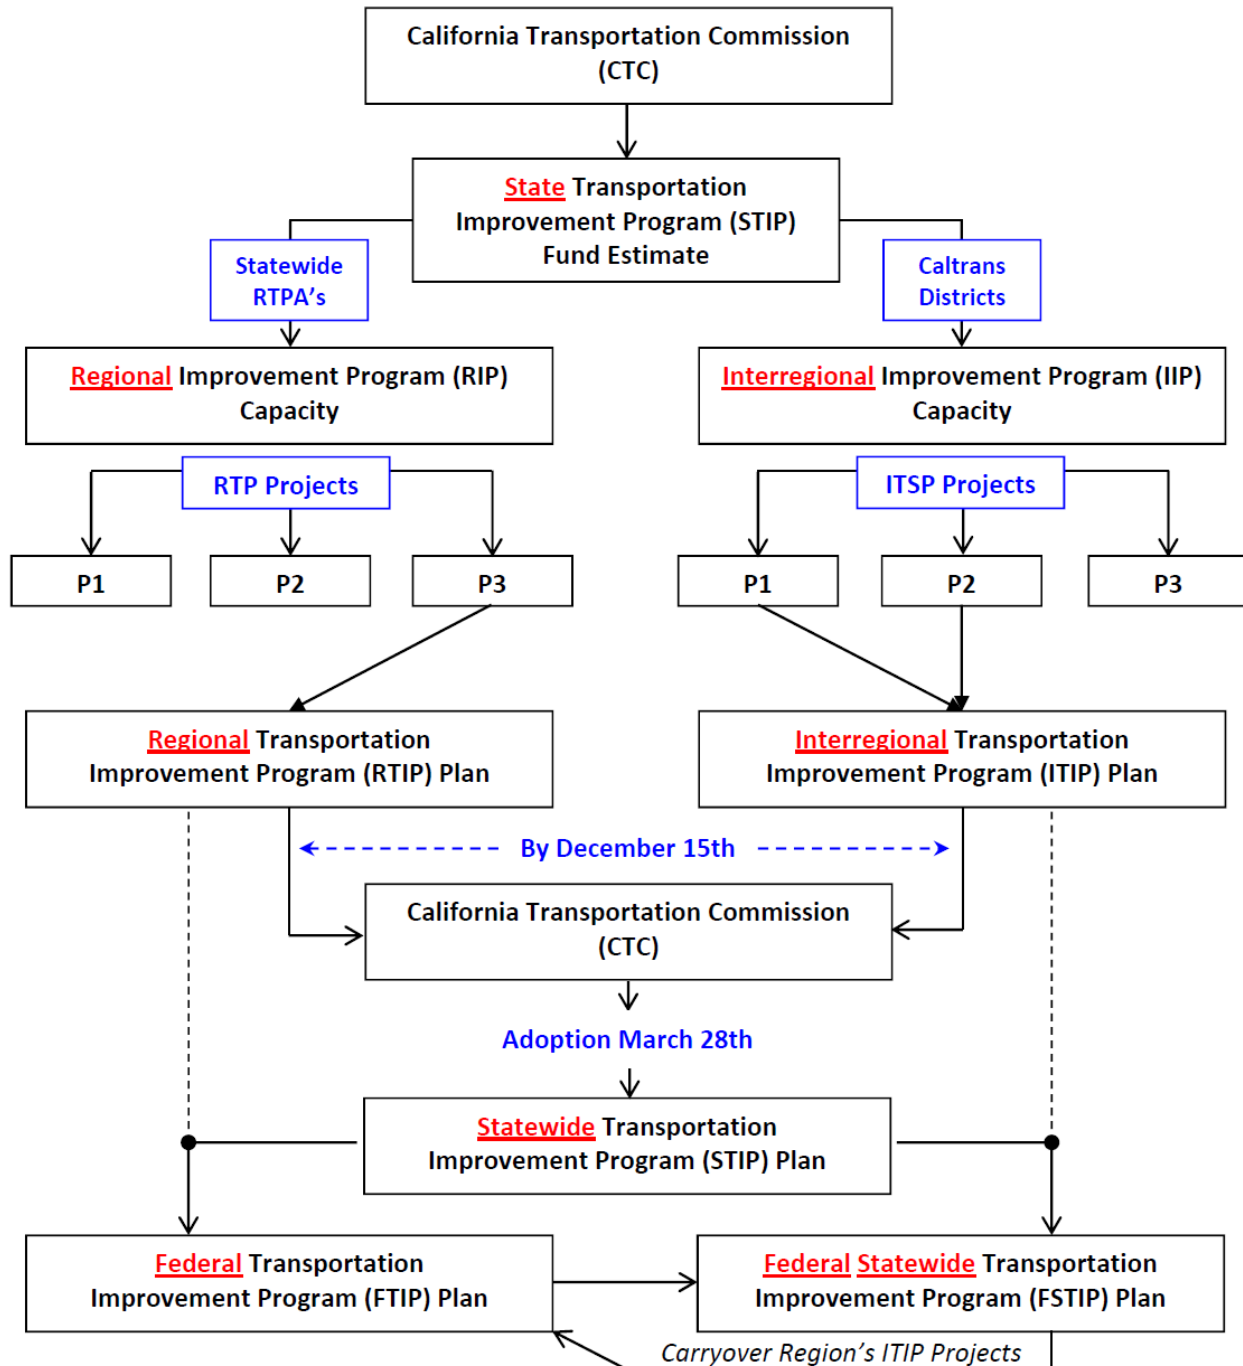 California Transportation Commission
(CTC)
State Transportation
Improvement Program (STIP)
Fund Estimate
Statewide
RTPA's
Caltrans
Districts
Regional Improvement Program (RIP)
Capacity
Interregional Improvement Program (IIP)
Capacity
RTP Projects
ITSP Projects
P1
P2
P3
P1
P2
P3
Regional Transportation
Improvement Program (RTIP) Plan
Interregional Transportation
Improvement Program (ITIP) Plan
By December 15th
California Transportation Commission
(CTC)
Adoption March 28th
Statewide Transportation
Improvement Program (STIP) Plan
Federal Transportation
Improvement Program (FTIP) Plan
Federal Statewide Transportation
Improvement Program (FSTIP) Plan
Carryover Region's ITIP Projects